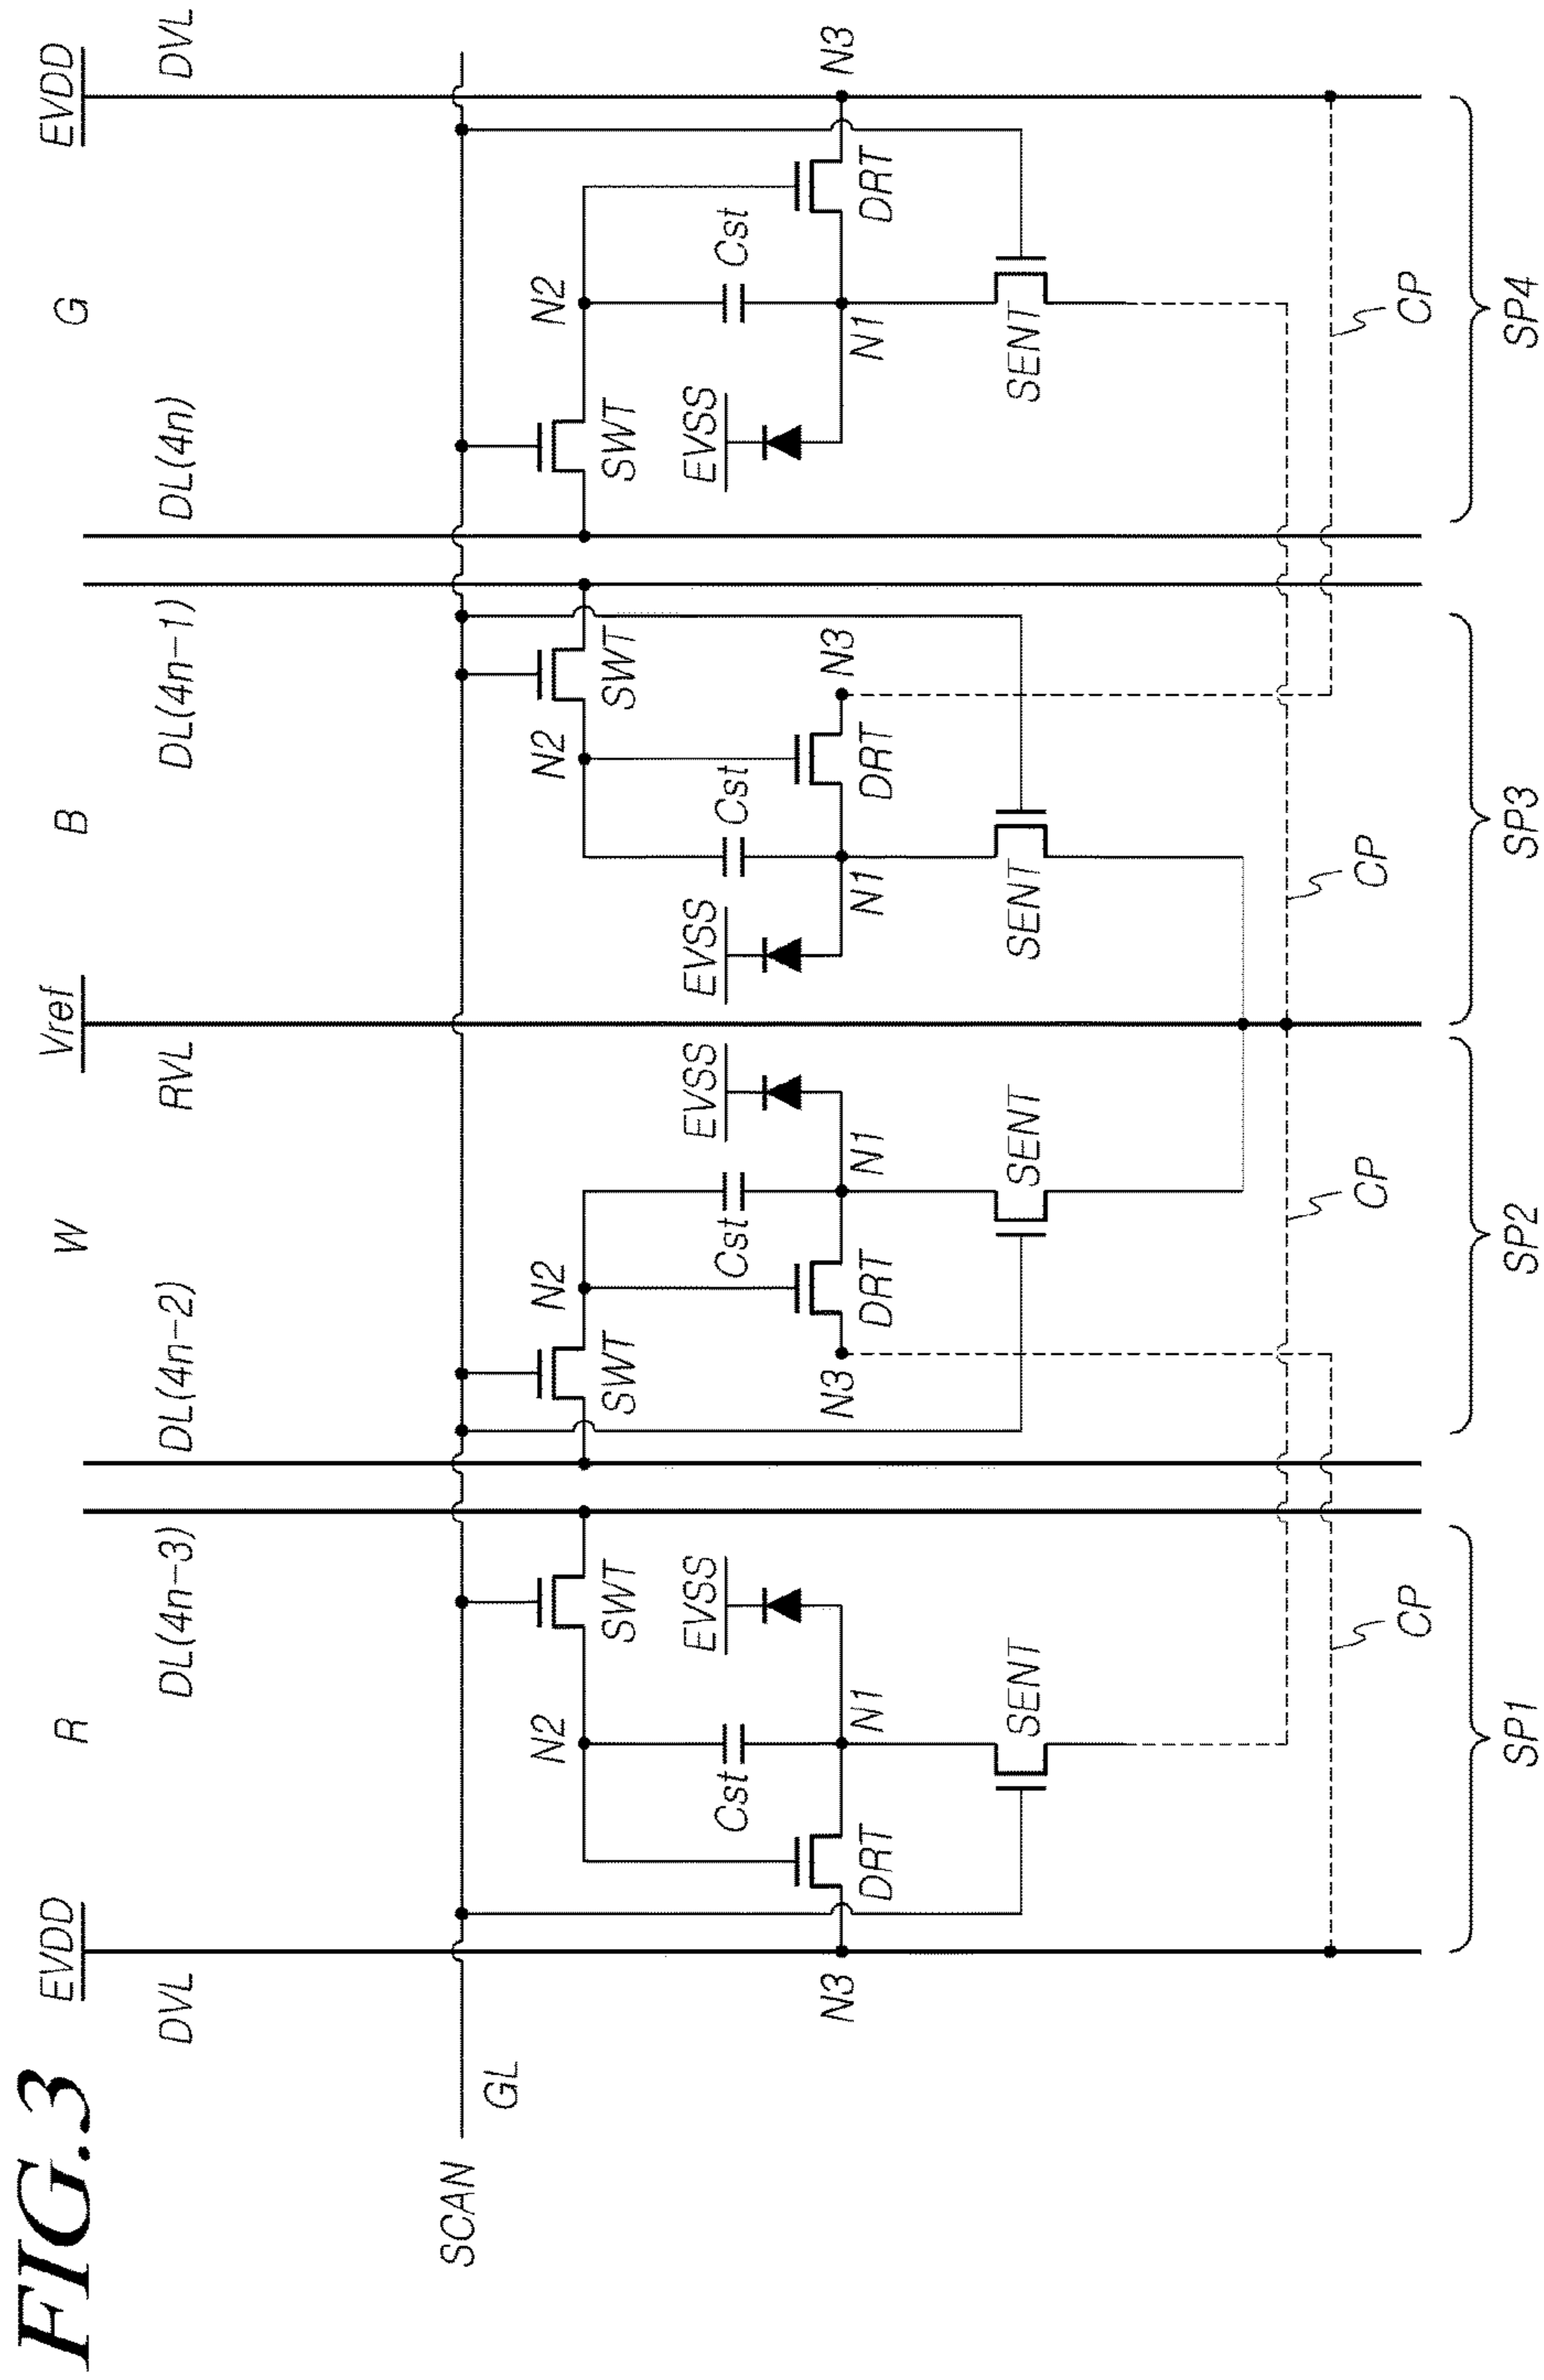 FIG.3
EVDD R Vref EVDD
W B G
DVL DL(4n-3) DL(4n-2) RVL DL(4n-1) DL(4n) DVL
SCAN
GL
N2 N2 N2 N2
SWT SWT SWT SWT
EVSS EVSS EVSS EVSS
Cst Cst Cst Cst
N3 N3 N3 N3
N1 N1 N1 N1
DRT DRT DRT DRT
SENT SENT SENT SENT
CP CP
CP CP
SP1 SP2 SP3 SP4